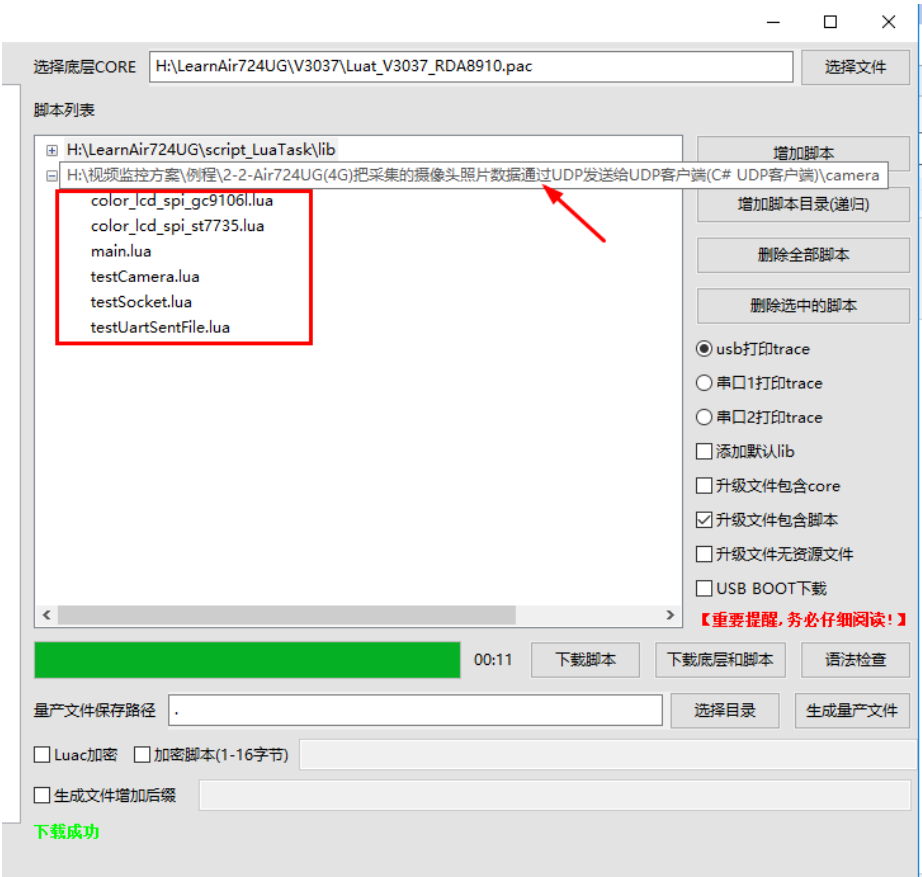 选择底层CORE H:\LearnAir724UG\V3037\Luat_V3037_RDA8910.pac 选择文件
脚本列表
H:\LearnAir724UG\script_LuaTask\lib 增加脚本
H:\视频监控方案\例程\2-2-Air724UG(4G)把采集的摄像头照片数据通过UDP发送给UDP客户端(C# UDP客户端)\camera
color_lcd_spi_gc9106l.lua 增加脚本目录(递归)
color_lcd_spi_st7735.lua
main.lua 删除全部脚本
testCamera.lua
testSocket.lua 删除选中的脚本
testUartSentFile.lua
usb打印trace
串口1打印trace
串口2打印trace
添加默认lib
升级文件包含core
升级文件包含脚本
升级文件无资源文件
USB BOOT下载
【重要提醒,务必仔细阅读!】
00:11 下载脚本 下载底层和脚本 语法检查
量产文件保存路径 . 选择目录 生成量产文件
Luac加密 加密脚本(1-16字节)
生成文件增加后缀
下载成功